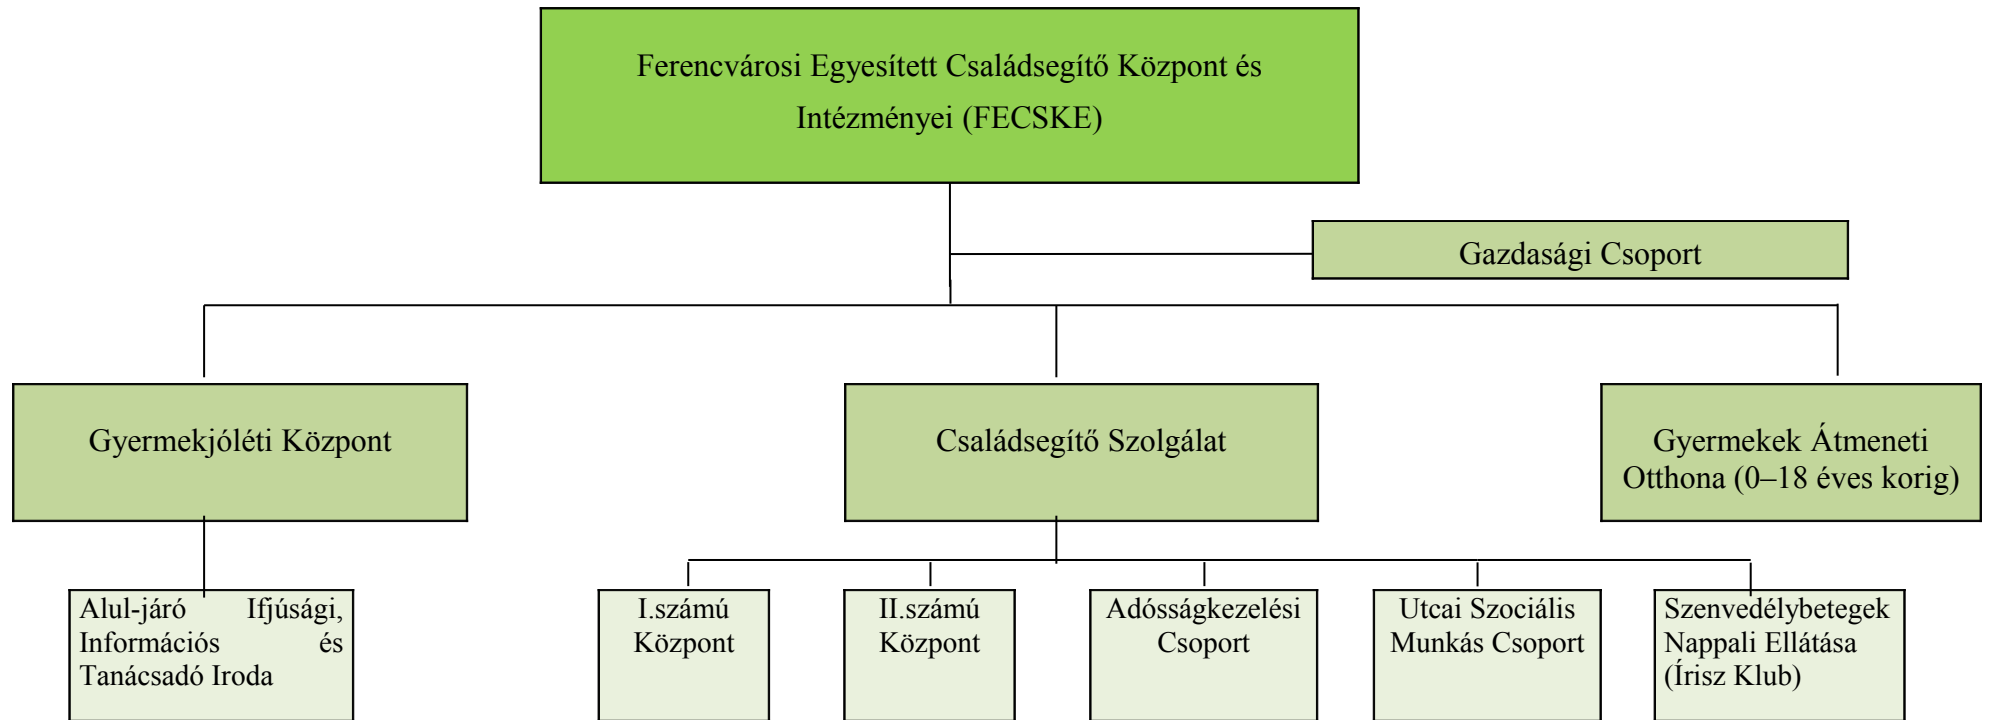 Ferencvárosi Egyesített Családsegítő Központ és
Intézményei (FECSKE)
Gazdasági Csoport
Gyermekjóléti Központ
Családsegítő Szolgálat
Gyermekek Átmeneti
Otthona (0–18 éves korig)
Alul-járó Ifjúsági,
Információs és
Tanácsadó Iroda
I.számú
Központ
II.számú
Központ
Adósságkezelési
Csoport
Utcai Szociális
Munkás Csoport
Szenvedélybetegek
Nappali Ellátása
(Írisz Klub)